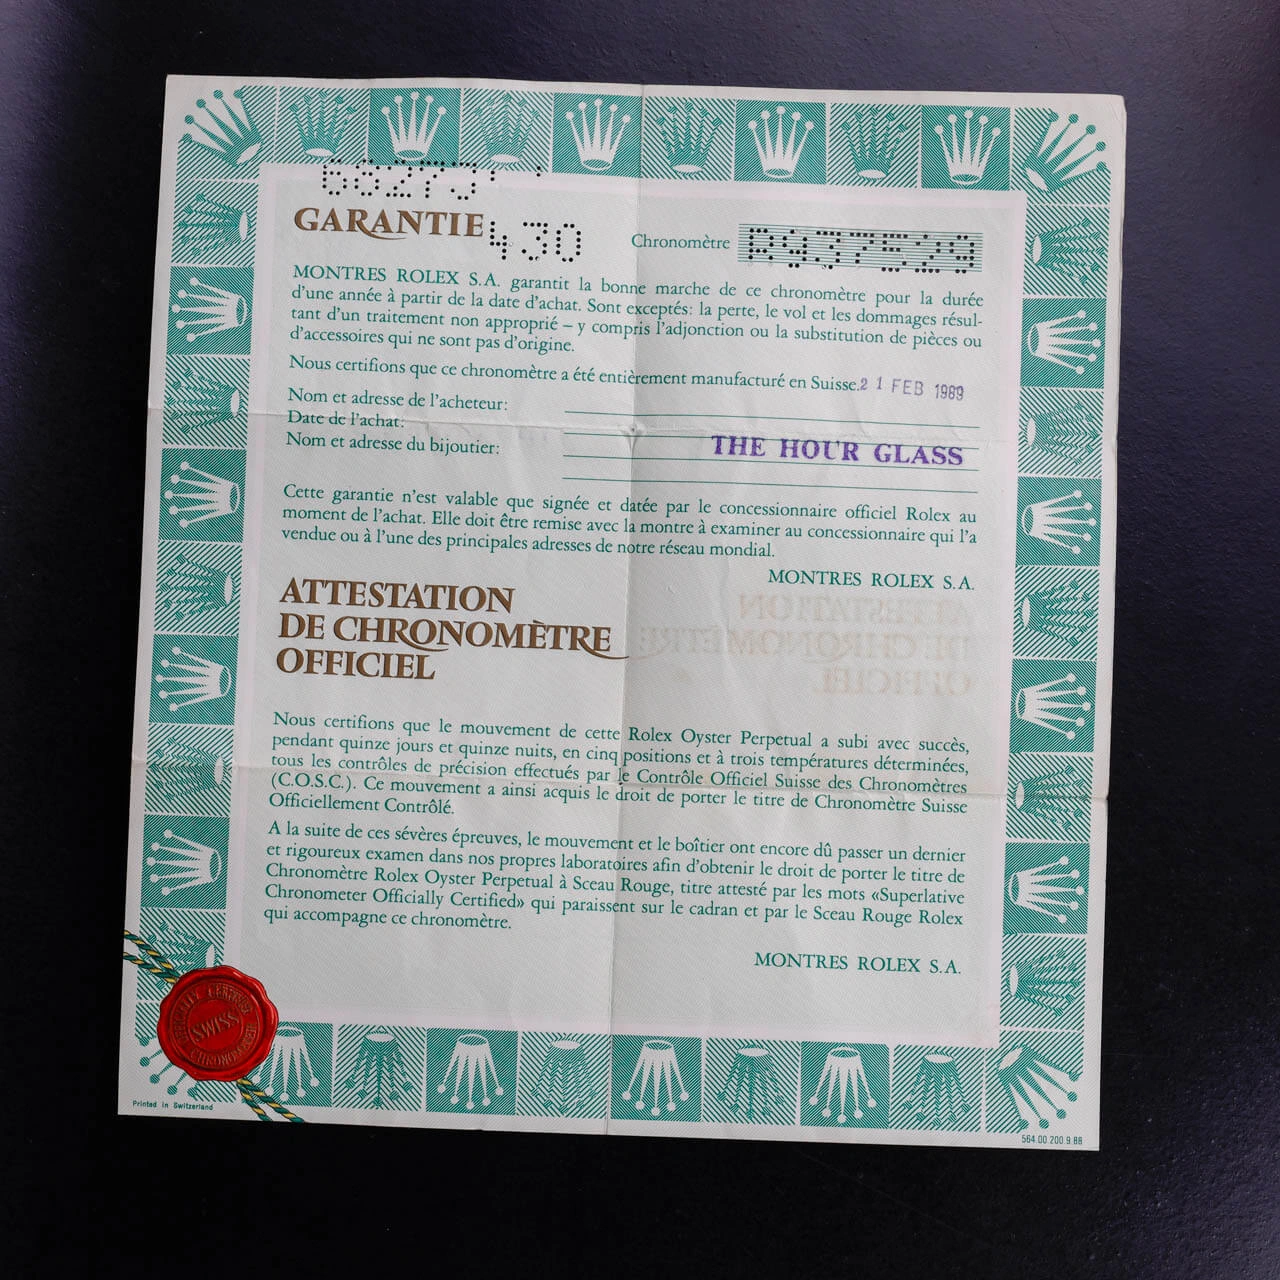 68273
GARANTIE 430 Chronomètre R937529
MONTRES ROLEX S.A. garantit la bonne marche de ce chronomètre pour la durée
d'une année à partir de la date d'achat. Sont exceptés: la perte, le vol et les dommages résul-
tant d'un traitement non approprié – y compris l'adjonction ou la substitution de pièces ou
d'accessoires qui ne sont pas d'origine.
Nous certifions que ce chronomètre a été entièrement manufacturé en Suisse. 21 FEB 1989
Nom et adresse de l'acheteur:
Date de l'achat:
Nom et adresse du bijoutier: THE HOUR GLASS
Cette garantie n'est valable que signée et datée par le concessionnaire officiel Rolex au
moment de l'achat. Elle doit être remise avec la montre à examiner au concessionnaire qui l'a
vendue ou à l'une des principales adresses de notre réseau mondial.
MONTRES ROLEX S.A.
ATTESTATION
DE CHRONOMÈTRE
OFFICIEL
Nous certifions que le mouvement de cette Rolex Oyster Perpetual a subi avec succès,
pendant quinze jours et quinze nuits, en cinq positions et à trois températures déterminées,
tous les contrôles de précision effectués par le Contrôle Officiel Suisse des Chronomètres
(C.O.S.C.). Ce mouvement a ainsi acquis le droit de porter le titre de Chronomètre Suisse
Officiellement Contrôlé.
A la suite de ces sévères épreuves, le mouvement et le boîtier ont encore dû passer un dernier
et rigoureux examen dans nos propres laboratoires afin d'obtenir le droit de porter le titre de
Chronomètre Rolex Oyster Perpetual à Sceau Rouge, titre attesté par les mots «Superlative
Chronometer Officially Certified» qui paraissent sur le cadran et par le Sceau Rouge Rolex
qui accompagne ce chronomètre.
MONTRES ROLEX S.A.
OFFICIALLY CERTIFIED
SWISS
CHRONOMETER
Printed in Switzerland
564.00.200.9.88